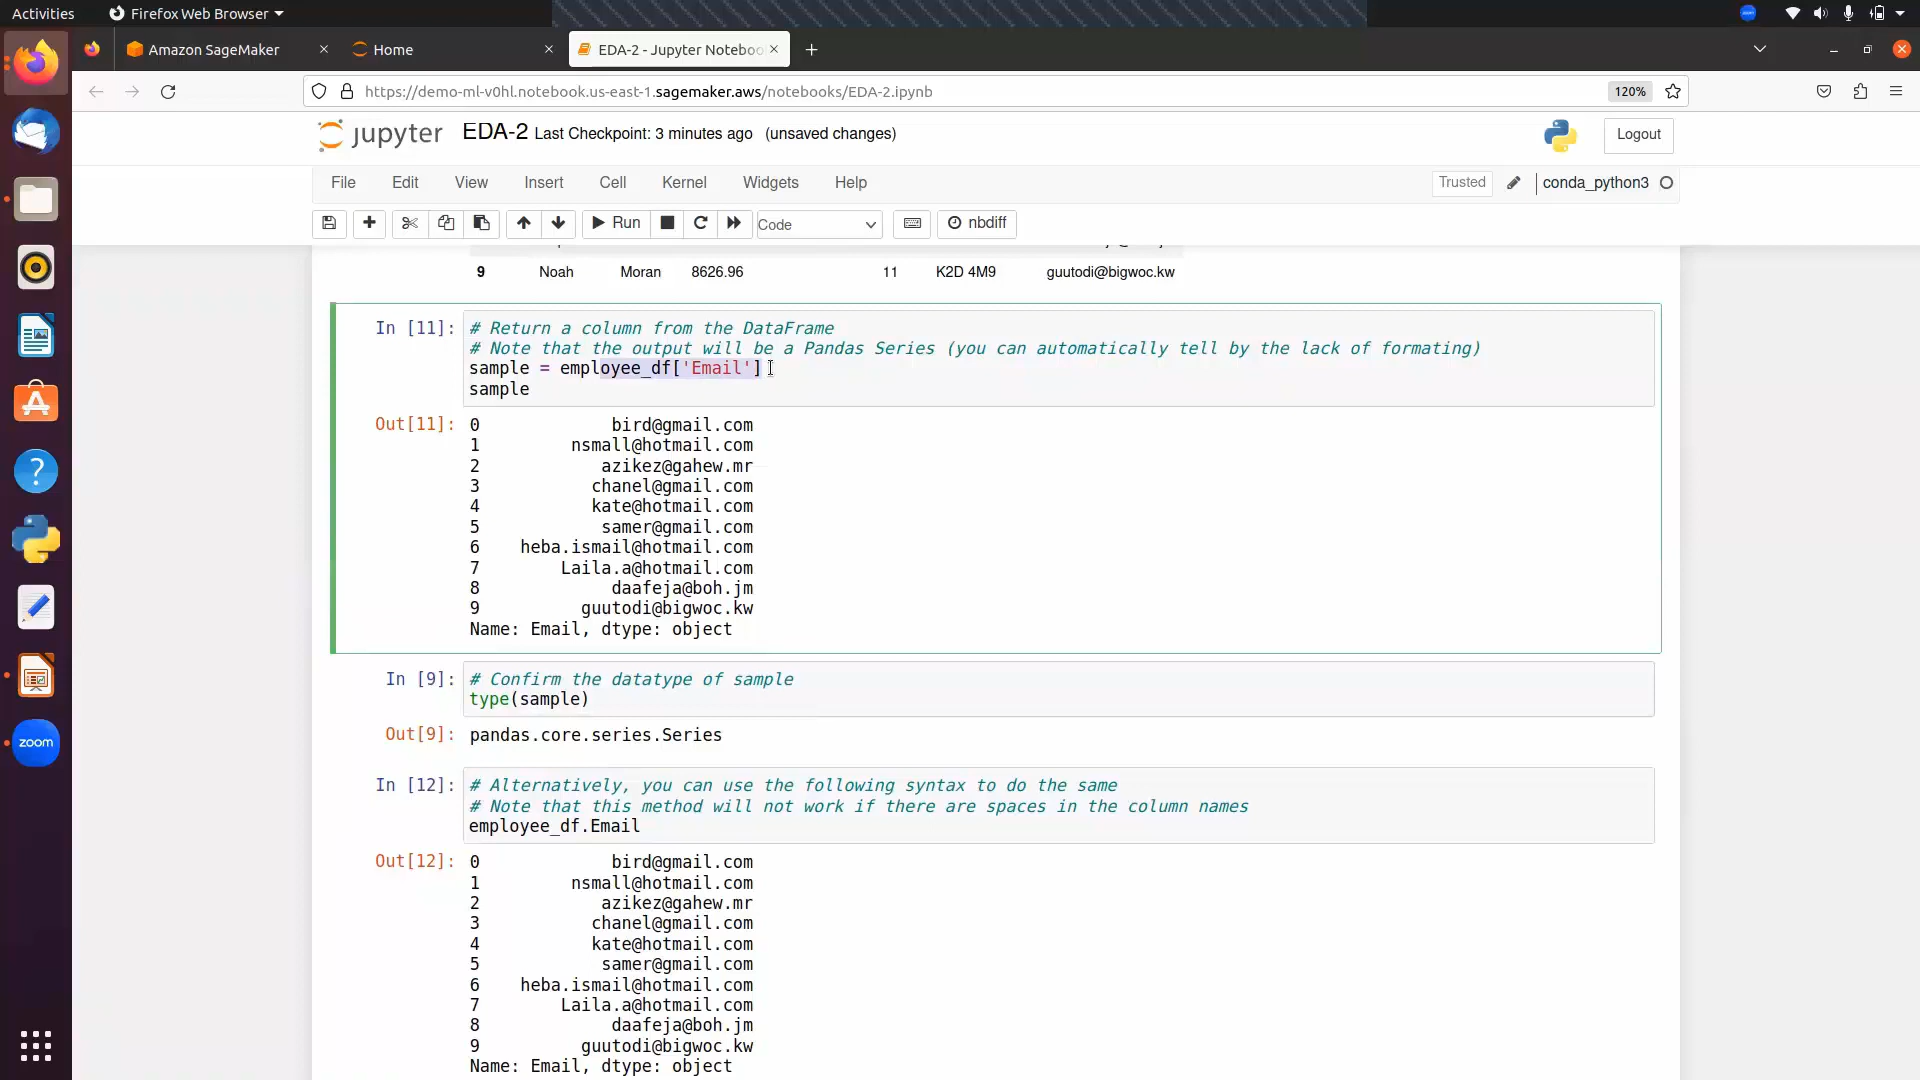 Activities Firefox Web Browser
Amazon SageMaker Home EDA-2 - Jupyter Noteboo
https://demo-ml-v0hl.notebook.us-east-1.sagemaker.aws/notebooks/EDA-2.ipynb 120%
jupyter EDA-2 Last Checkpoint: 3 minutes ago (unsaved changes) Logout
File Edit View Insert Cell Kernel Widgets Help Trusted conda_python3
Run Code nbdiff
9 Noah Moran 8626.96 11 K2D 4M9 guutodi@bigwoc.kw
In [11]: # Return a column from the DataFrame
# Note that the output will be a Pandas Series (you can automatically tell by the lack of formating)
sample = employee_df['Email']
sample
Out[11]: 0 bird@gmail.com
1 nsmall@hotmail.com
2 azikez@gahew.mr
3 chanel@gmail.com
4 kate@hotmail.com
5 samer@gmail.com
6 heba.ismail@hotmail.com
7 Laila.a@hotmail.com
8 daafeja@boh.jm
9 guutodi@bigwoc.kw
Name: Email, dtype: object
In [9]: # Confirm the datatype of sample
type(sample)
Out[9]: pandas.core.series.Series
In [12]: # Alternatively, you can use the following syntax to do the same
# Note that this method will not work if there are spaces in the column names
employee_df.Email
Out[12]: 0 bird@gmail.com
1 nsmall@hotmail.com
2 azikez@gahew.mr
3 chanel@gmail.com
4 kate@hotmail.com
5 samer@gmail.com
6 heba.ismail@hotmail.com
7 Laila.a@hotmail.com
8 daafeja@boh.jm
9 guutodi@bigwoc.kw
Name: Email, dtype: object
zoom